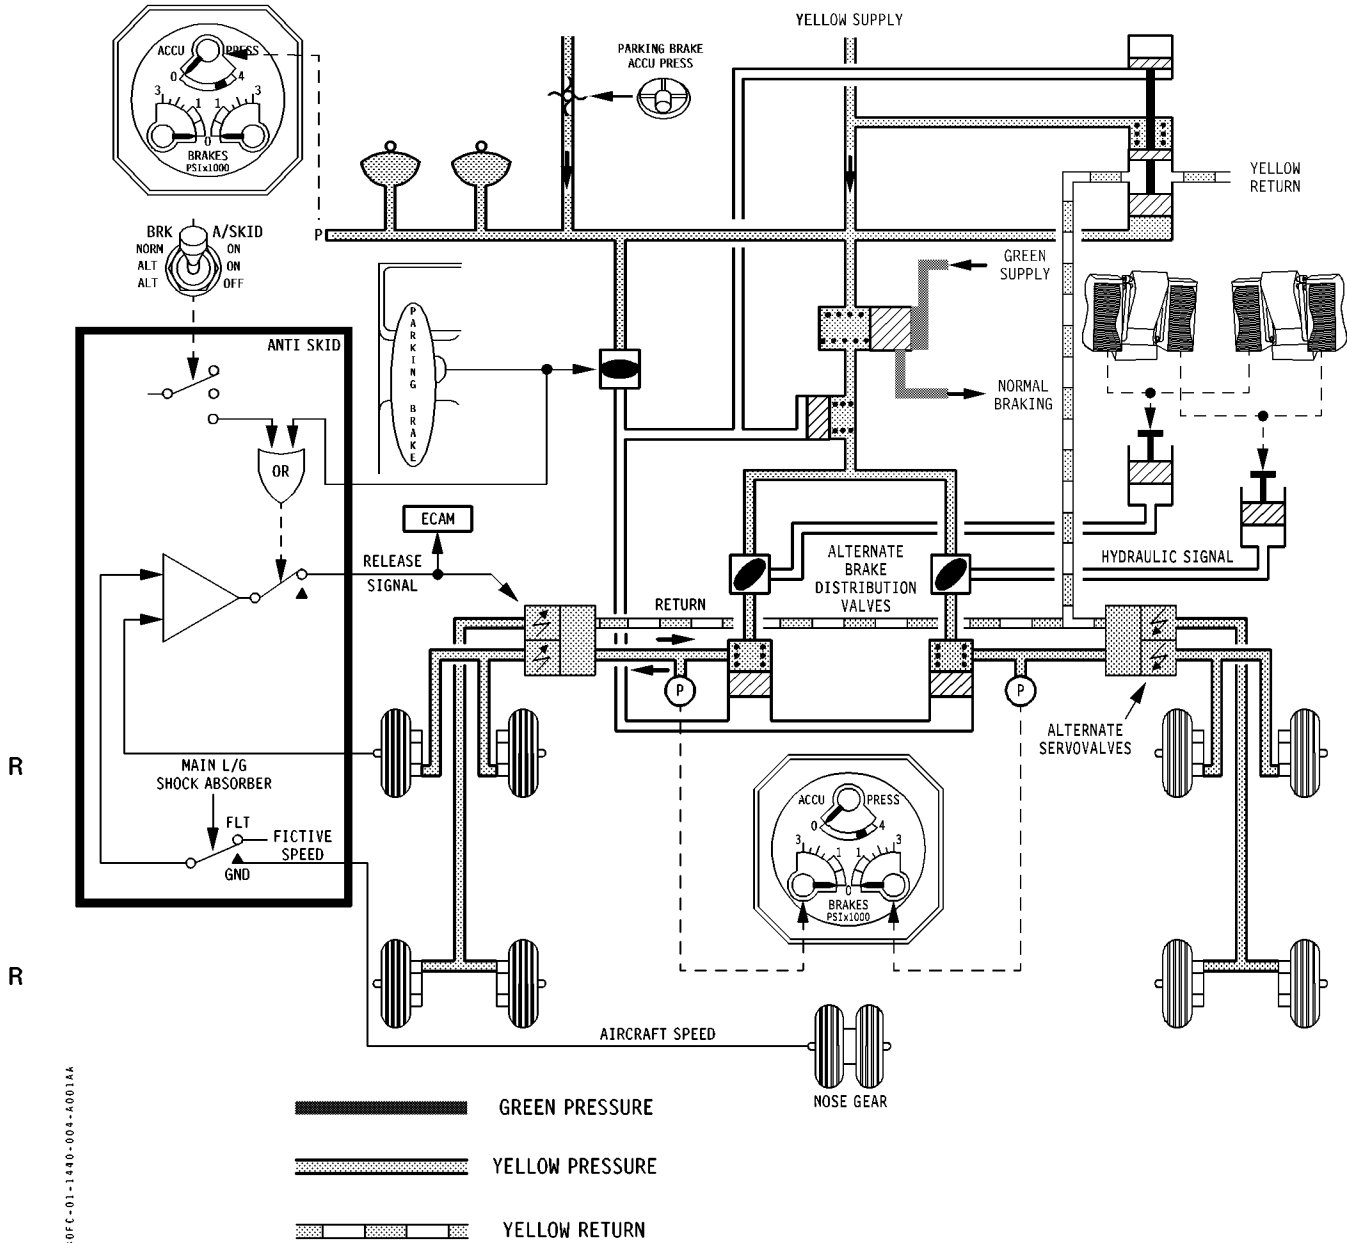 YELLOW SUPPLY
ACCU PRESS
0 4
3 1 1 3
0
BRAKES
PSIx1000
PARKING BRAKE
ACCU PRESS
YELLOW
RETURN
BRK A/SKID
NORM ON
ALT ON
ALT OFF
P
GREEN
SUPPLY
ANTI SKID
PARKING BRAKE
NORMAL
BRAKING
OR
ECAM
RELEASE
SIGNAL
ALTERNATE
BRAKE
DISTRIBUTION
VALVES
HYDRAULIC SIGNAL
RETURN
P
P
ALTERNATE
SERVOVALVES
R
MAIN L/G
SHOCK ABSORBER
FLT
FICTIVE
SPEED
GND
ACCU PRESS
0 4
3 1 1 3
0
BRAKES
PSIx1000
R
AIRCRAFT SPEED
NOSE GEAR
GREEN PRESSURE
YELLOW PRESSURE
YELLOW RETURN